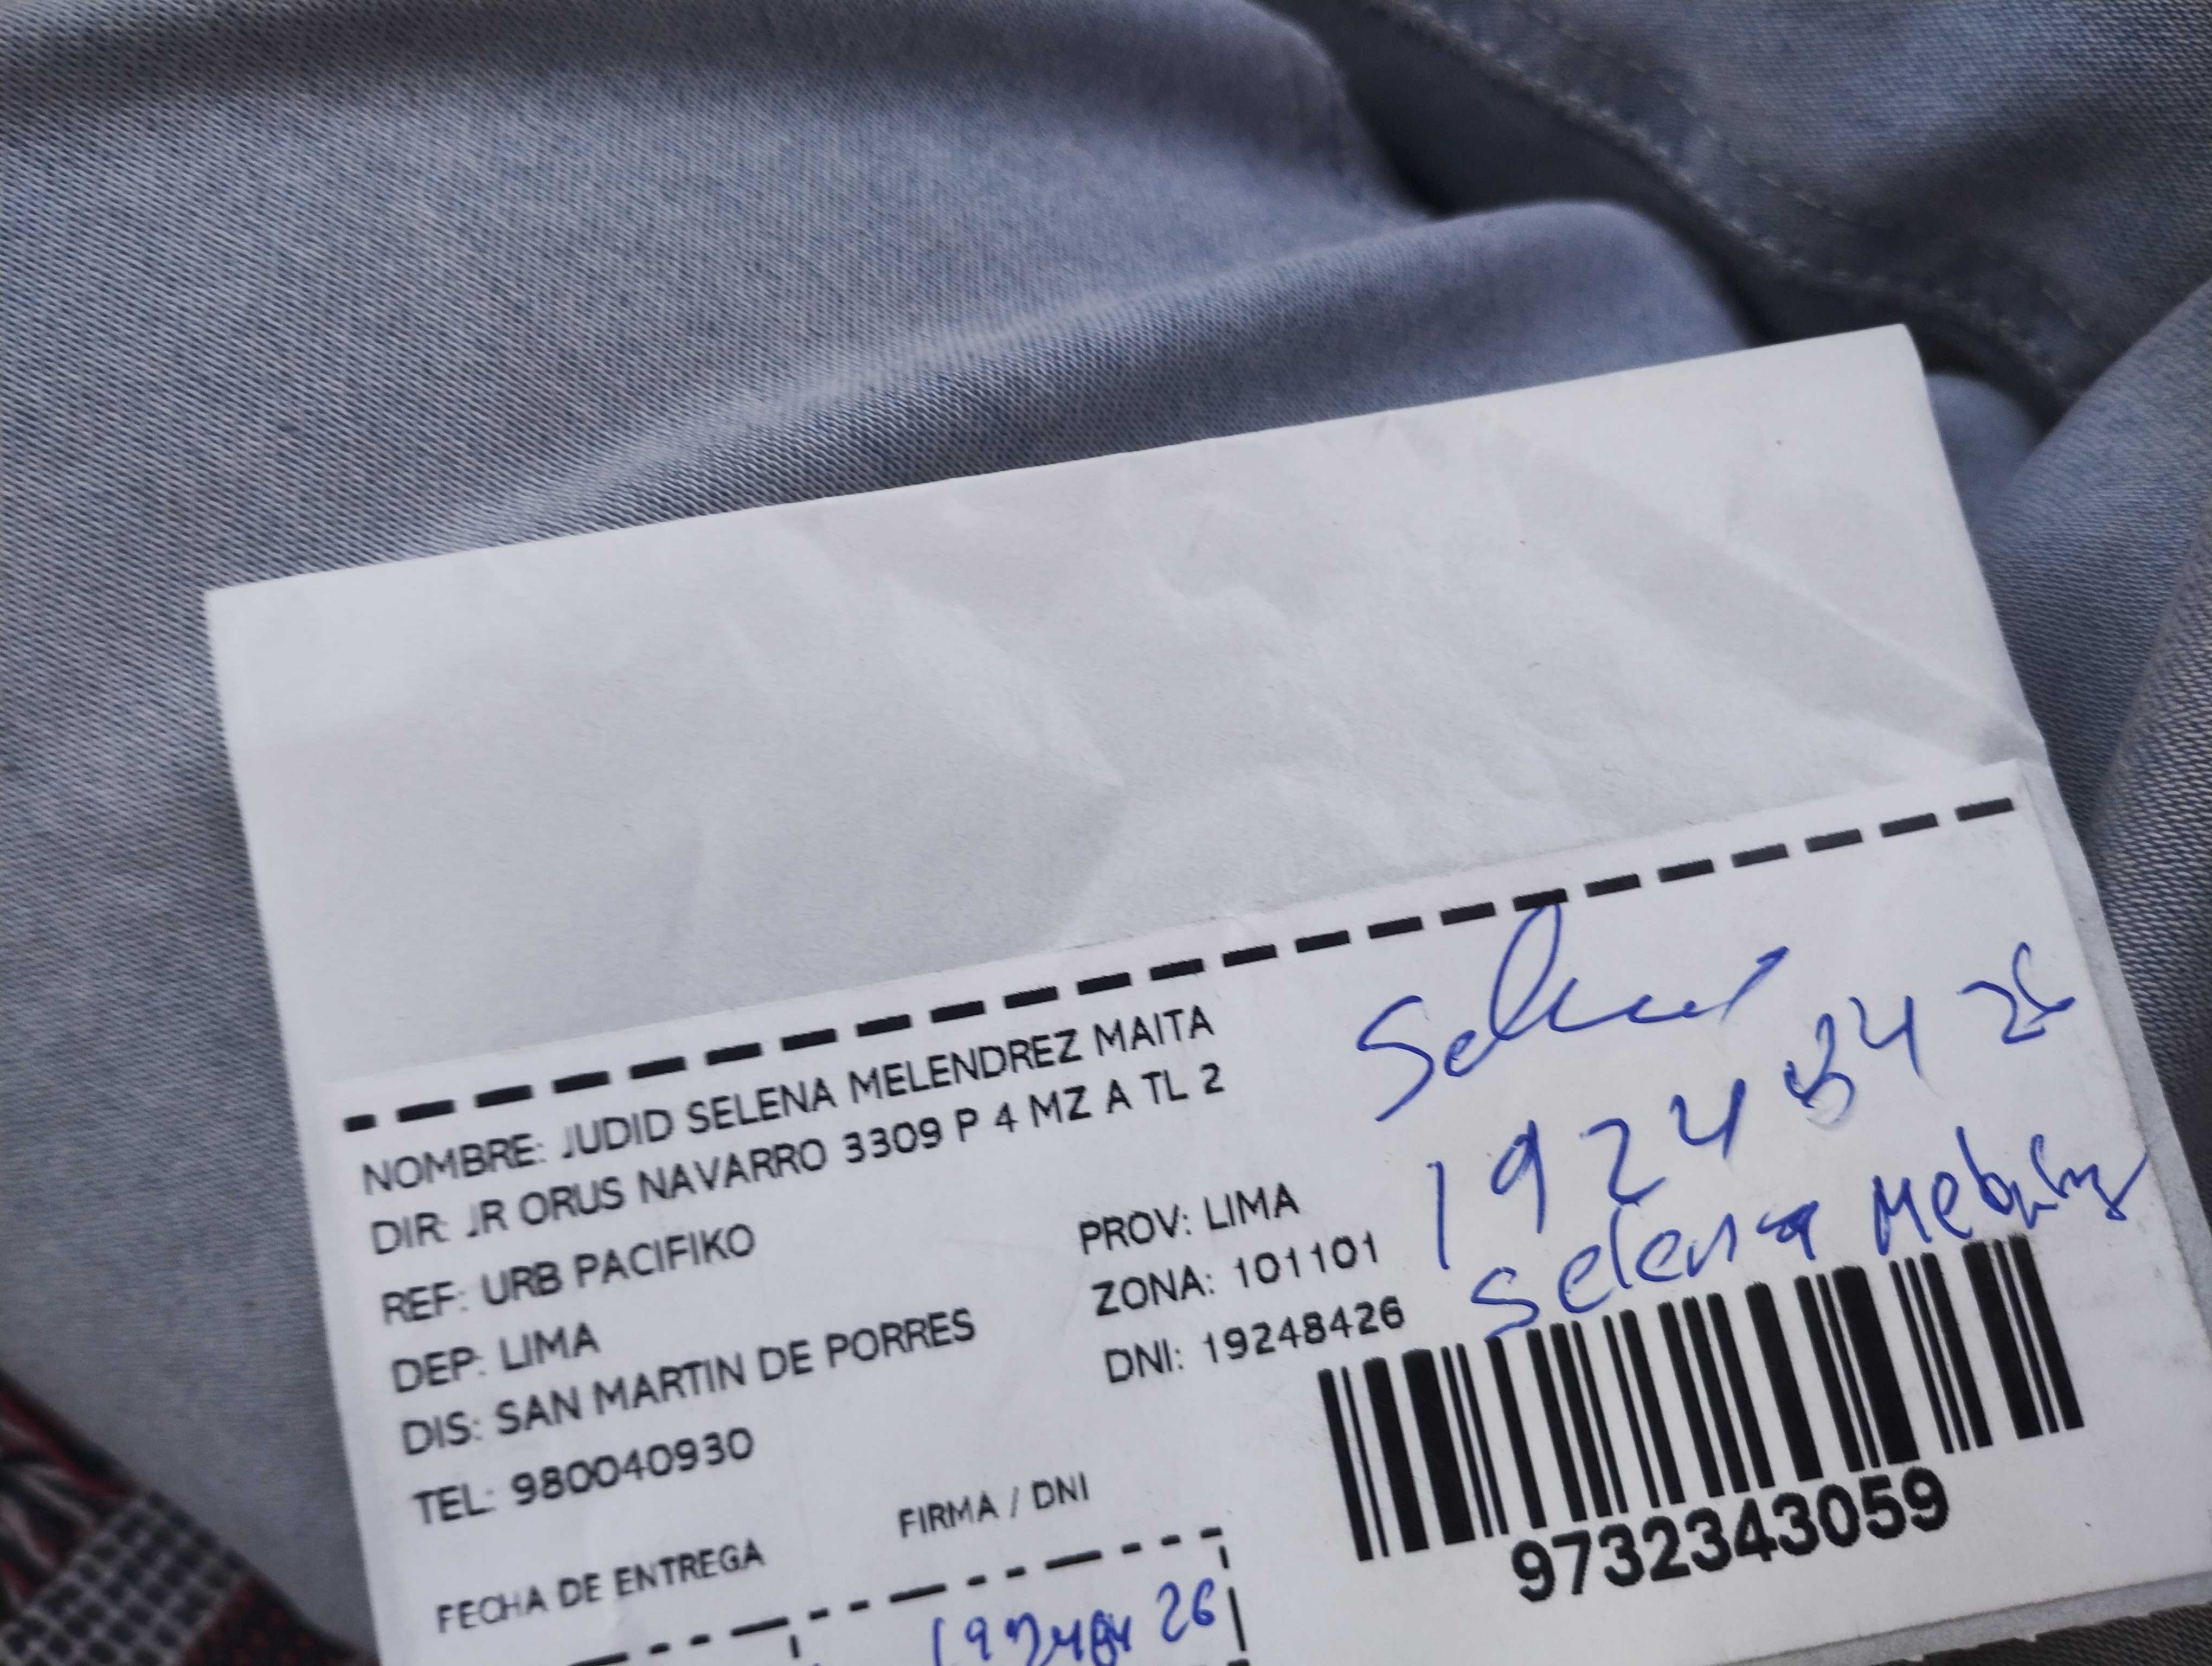 NOMBRE: JUDID SELENA MELENDREZ MAITA
DIR: JR ORUS NAVARRO 3309 P 4 MZ A TL 2
REF: URB PACIFIKO
DEP: LIMA
PROV: LIMA
DIS: SAN MARTIN DE PORRES
ZONA: 101101
TEL: 980040930
DNI: 19248426
FECHA DE ENTREGA
FIRMA / DNI
19248426
Selena
9732343059